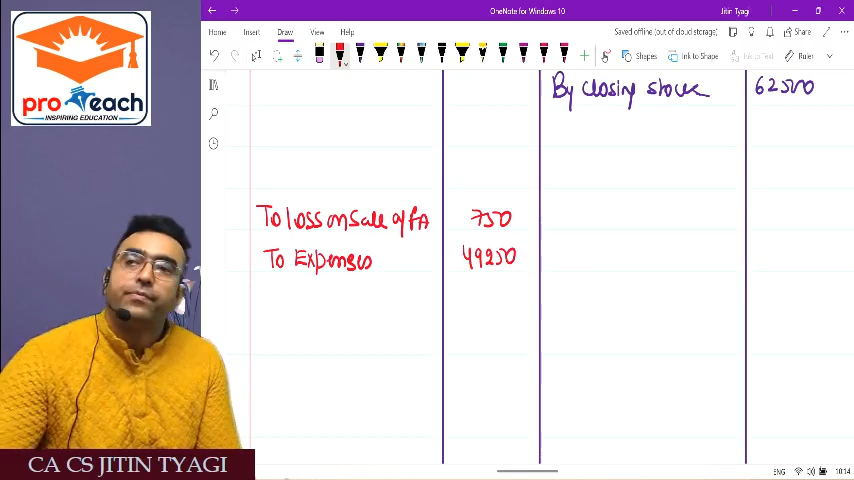 pro Teach
INSPIRING EDUCATION
OneNote for Windows 10
Jitin Tyagi
Home
Insert
Draw
View
Help
Saved offline (out of cloud storage)
Share
Shapes
Ink to Shape
Ink to Text
Ruler
By closing stock
62500
To loss on Sale of FA
750
To Expenses
49250
CA CS JITIN TYAGI
ENG
10:14